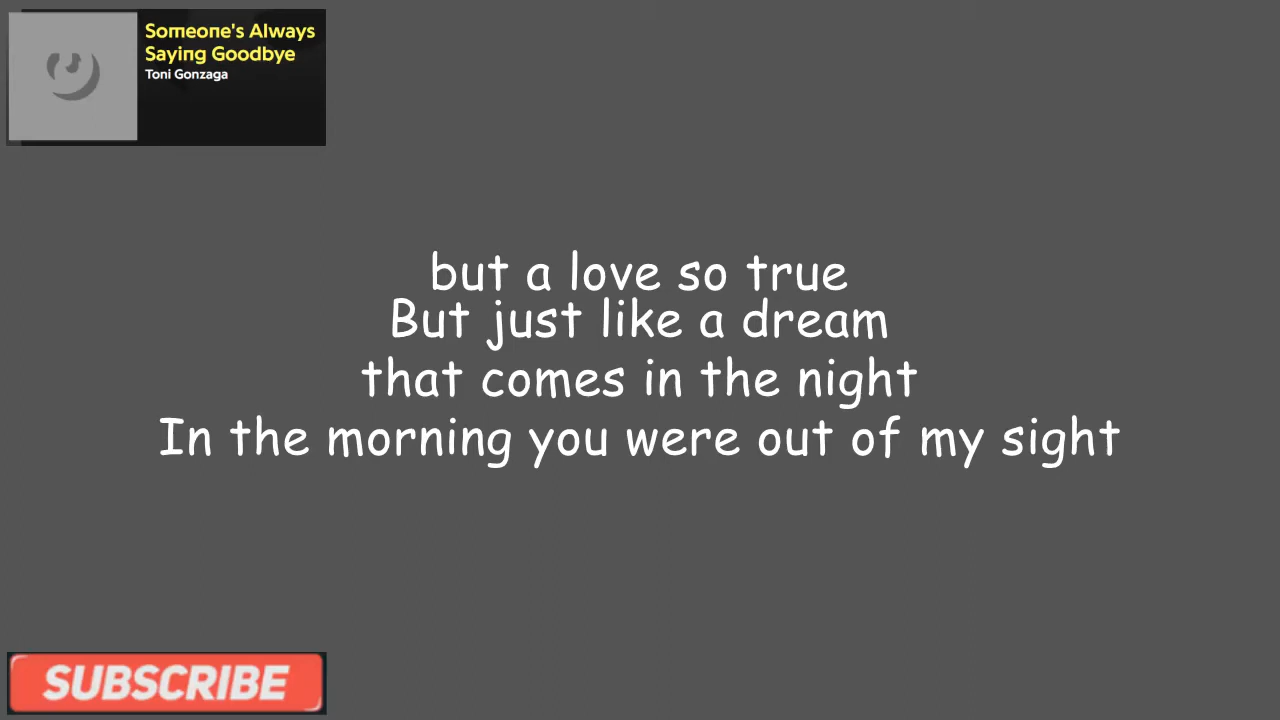 Someone's Always
Saying Goodbye
Toni Gonzaga
but a love so true
But just like a dream
that comes in the night
In the morning you were out of my sight
SUBSCRIBE